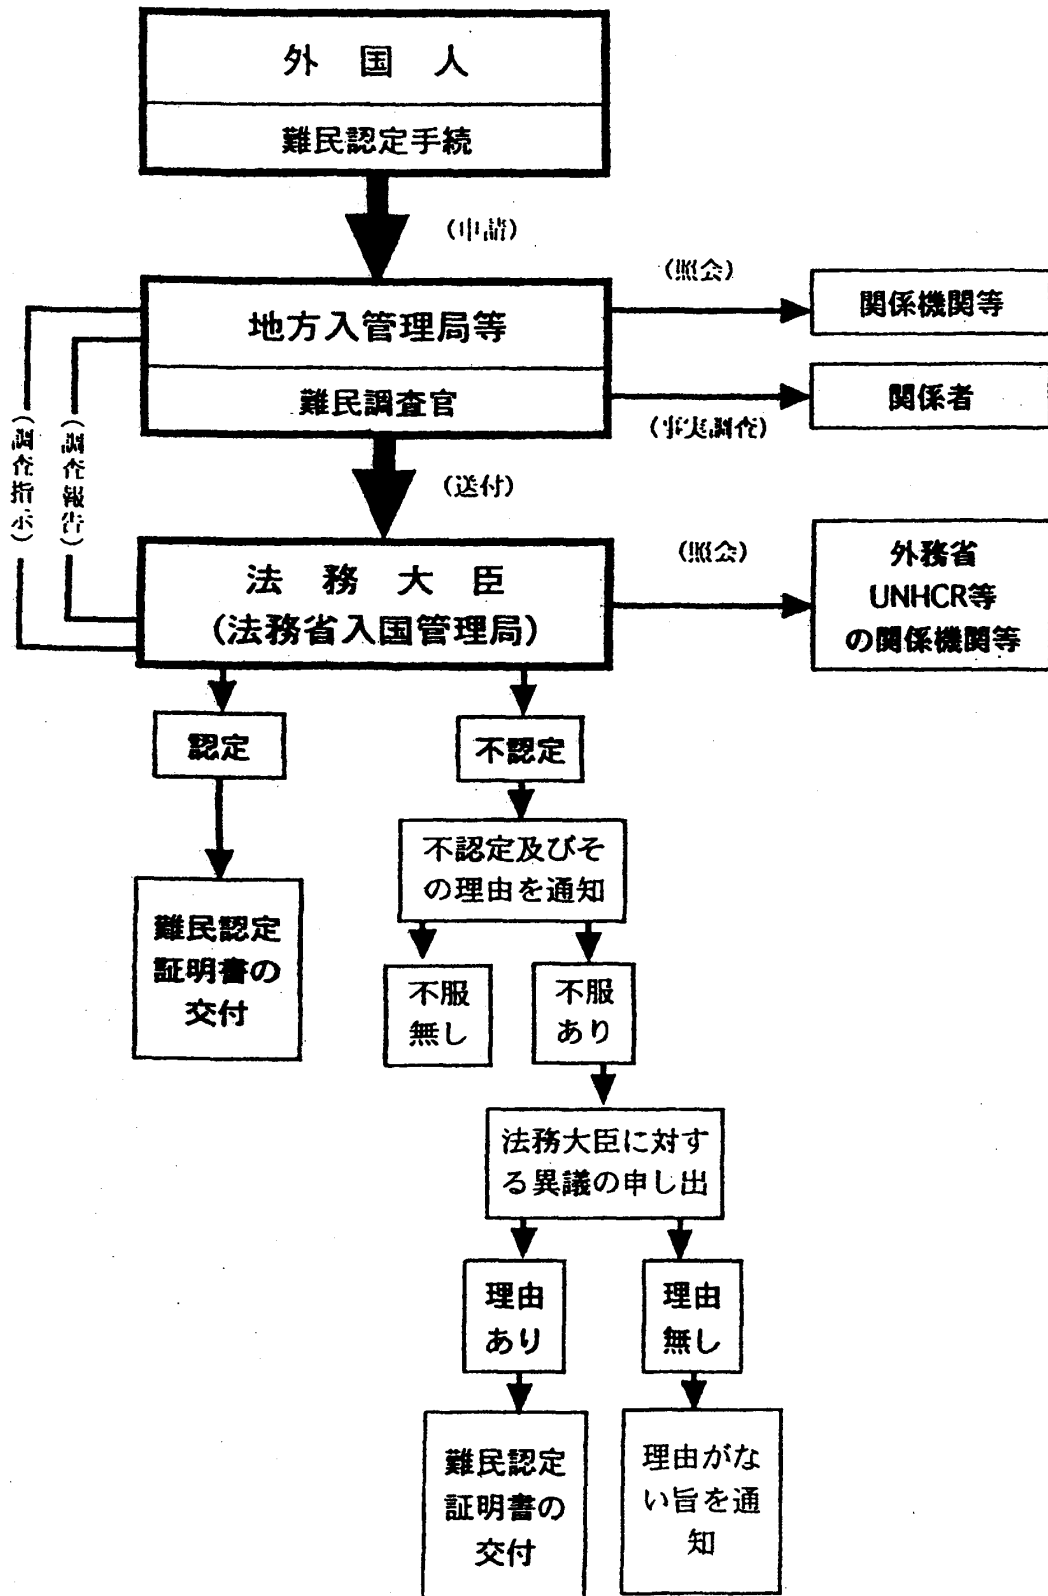 外 国 人
難民認定手続
(申請)
(照会)
地方入管理局等
関係機関等
難民調査官
関係者
(事実調査)
(調査指示)
(調査報告)
(送付)
法 務 大 臣
(法務省入国管理局)
(照会)
外務省
UNHCR等
の関係機関等
認定
不認定
不認定及びそ
の理由を通知
難民認定
証明書の
交付
不服
無し
不服
あり
法務大臣に対す
る異議の申し出
理由
あり
理由
無し
難民認定
証明書の
交付
理由がな
い旨を通
知